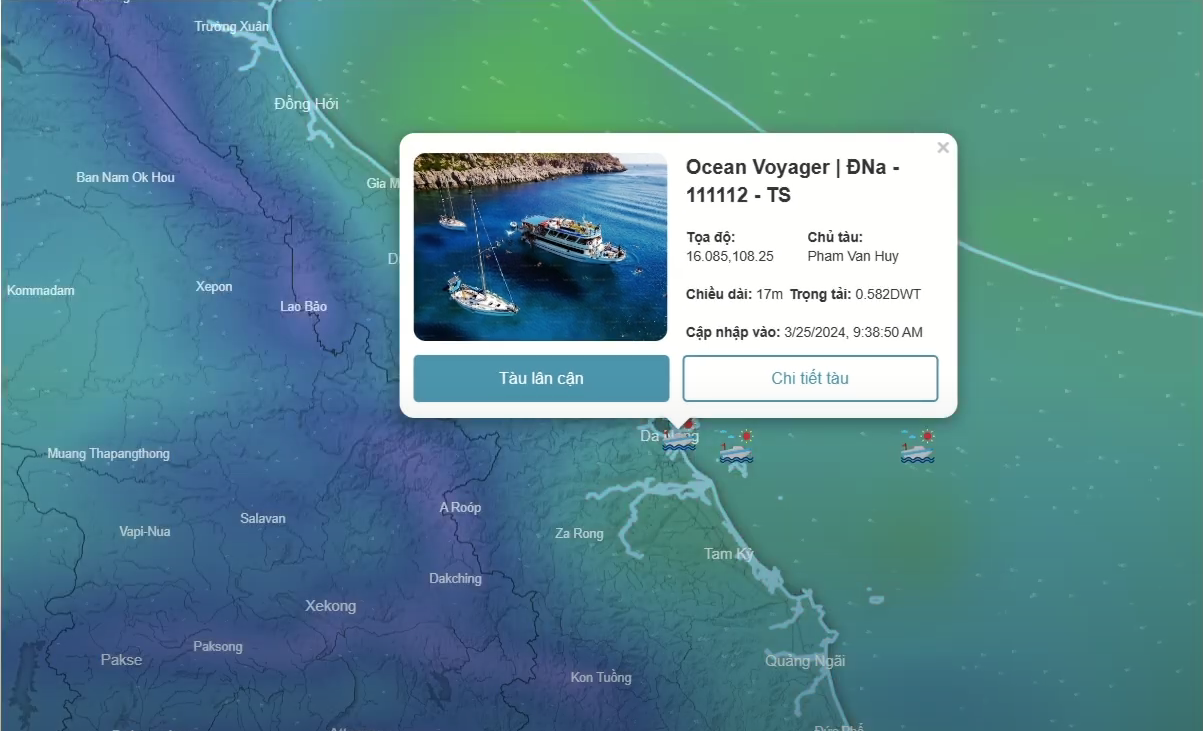 Trường Xuân
Đồng Hới
Ban Nam Ok Hou
Gia M
Kommadam
Xepon
Lao Bảo
Ocean Voyager | ĐNa -
111112 - TS
Tọa độ: Chủ tàu:
16.085,108.25 Pham Van Huy
Chiều dài: 17m Trọng tải: 0.582DWT
Cập nhập vào: 3/25/2024, 9:38:50 AM
Tàu lân cận Chi tiết tàu
Muang Thapangthong
A Roóp
Salavan
Vapi-Nua
Za Rong
Tam Kỳ
Dakching
Xekong
Paksong
Pakse
Quảng Ngãi
Kon Tuồng